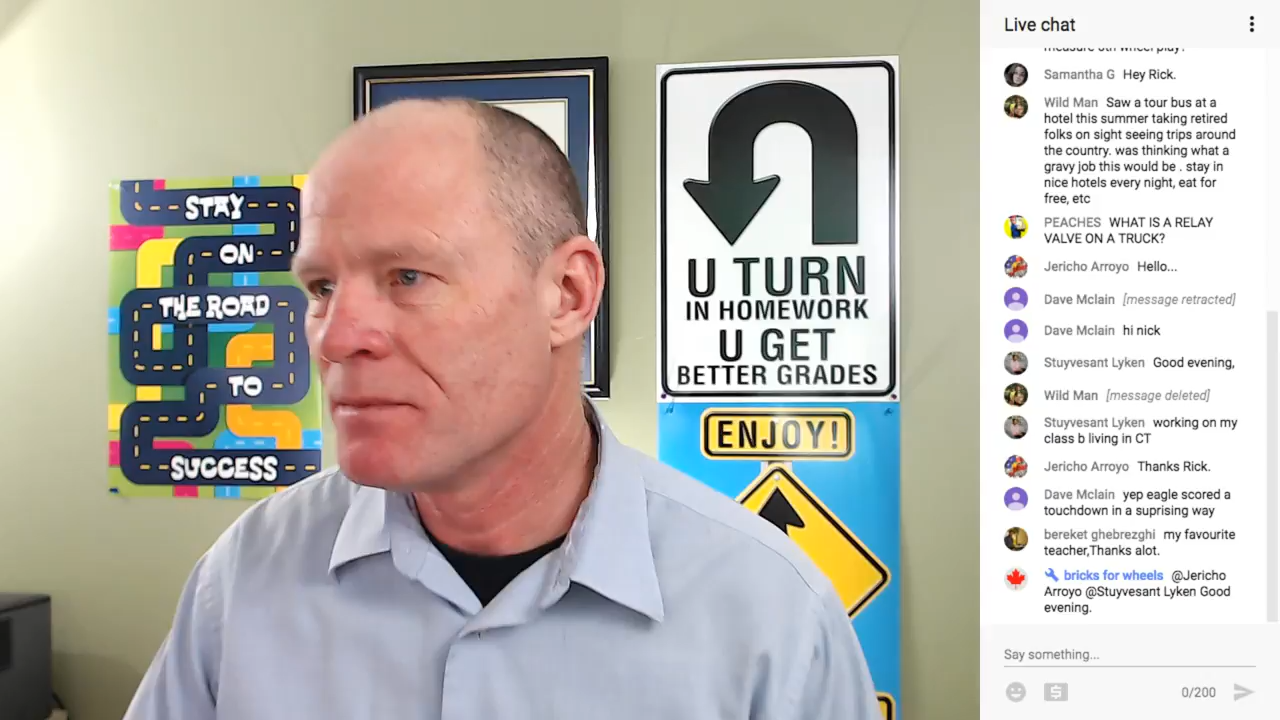 STAY
ON
THE ROAD
TO
SUCCESS
U TURN
IN HOMEWORK
U GET
BETTER GRADES
ENJOY!
Live chat
measure 5th wheel play?
Samantha G Hey Rick.
Wild Man Saw a tour bus at a
hotel this summer taking retired
folks on sight seeing trips around
the country. was thinking what a
gravy job this would be . stay in
nice hotels every night, eat for
free, etc
PEACHES WHAT IS A RELAY
VALVE ON A TRUCK?
Jericho Arroyo Hello...
Dave Mclain [message retracted]
Dave Mclain hi nick
Stuyvesant Lyken Good evening,
Wild Man [message deleted]
Stuyvesant Lyken working on my
class b living in CT
Jericho Arroyo Thanks Rick.
Dave Mclain yep eagle scored a
touchdown in a suprising way
bereket ghebrezghi my favourite
teacher,Thanks alot.
bricks for wheels @Jericho
Arroyo @Stuyvesant Lyken Good
evening.
Say something...
0/200